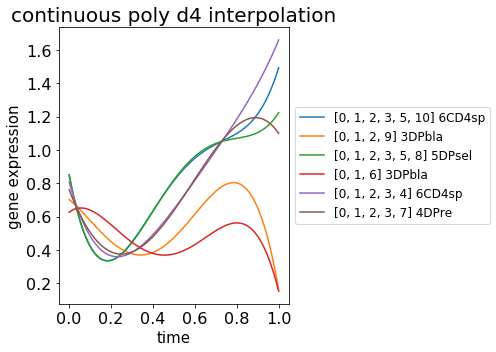 continuous poly d4 interpolation
gene expression
1.6
1.4
1.2
1.0
0.8
0.6
0.4
0.2
0.0 0.2 0.4 0.6 0.8 1.0
time
[0, 1, 2, 3, 5, 10] 6CD4sp
[0, 1, 2, 9] 3DPbla
[0, 1, 2, 3, 5, 8] 5DPsel
[0, 1, 6] 3DPbla
[0, 1, 2, 3, 4] 6CD4sp
[0, 1, 2, 3, 7] 4DPre